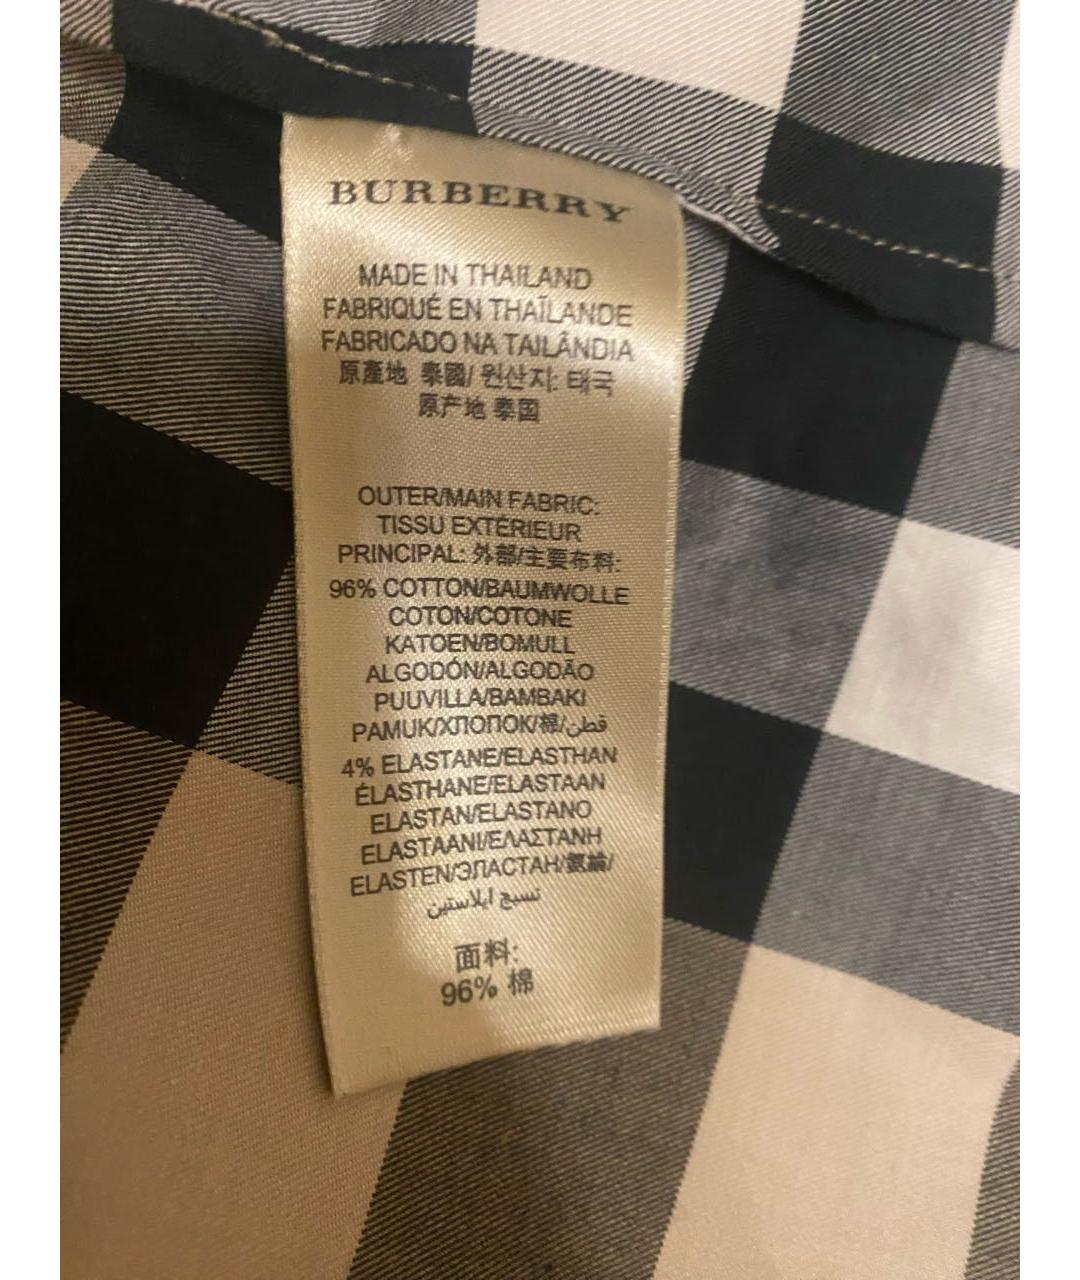 BURBERRY
MADE IN THAILAND
FABRIQUÉ EN THAÏLANDE
FABRICADO NA TAILÂNDIA
原產地 泰國/ 원산지: 태국
原产地 泰国
OUTER/MAIN FABRIC:
TISSU EXTÉRIEUR
PRINCIPAL: 外部/主要布料:
96% COTTON/BAUMWOLLE
COTON/COTONE
KATOEN/BOMULL
ALGODÓN/ALGODÃO
PUUVILLA/BAMBAKI
PAMUK/ХЛОПОК/棉/قطن
4% ELASTANE/ELASTHAN
ÉLASTHANE/ELASTAAN
ELASTAN/ELASTANO
ELASTAANI/ΕΛΑΣΤΑΝΗ
ELASTEN/ЭЛАСТАН/氨綸/
نسيج ايلاستين
面料:
96% 棉